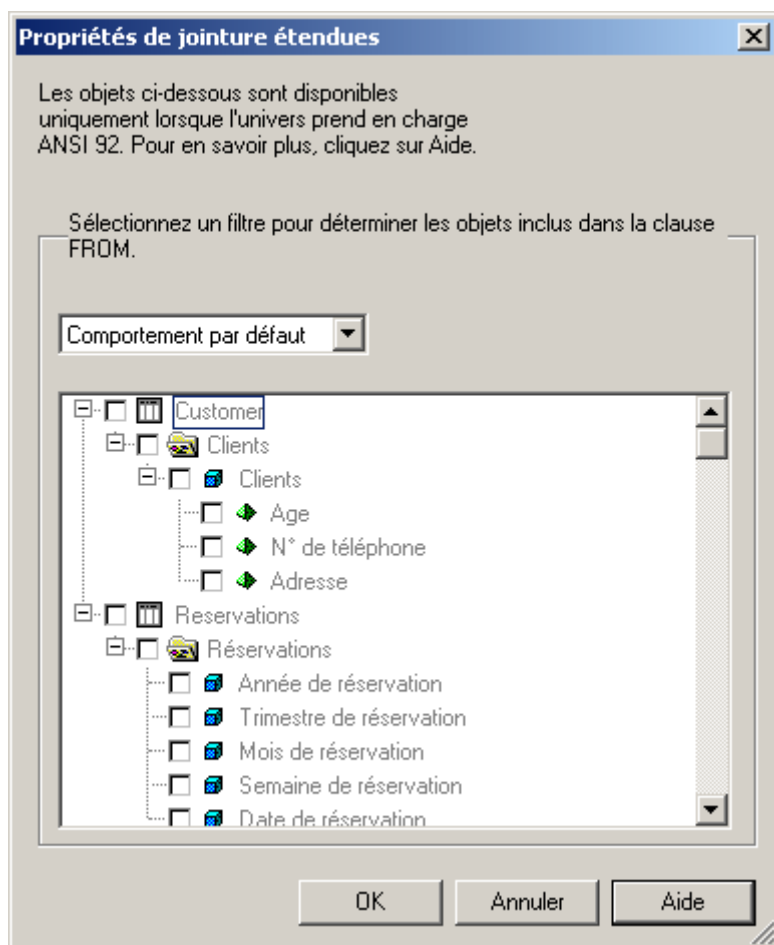 Propriétés de jointure étendues
Les objets ci-dessous sont disponibles
uniquement lorsque l'univers prend en charge
ANSI 92. Pour en savoir plus, cliquez sur Aide.
Sélectionnez un filtre pour déterminer les objets inclus dans la clause
FROM.
Comportement par défaut
Customer
Clients
Clients
Age
N° de téléphone
Adresse
Reservations
Réservations
Année de réservation
Trimestre de réservation
Mois de réservation
Semaine de réservation
Date de réservation
OK
Annuler
Aide